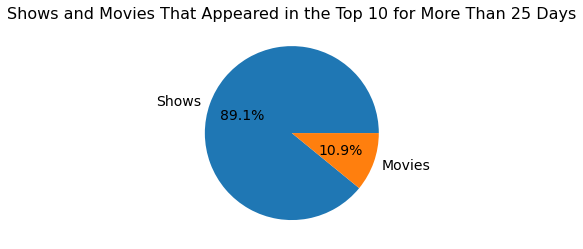 Shows and Movies That Appeared in the Top 10 for More Than 25 Days
Shows
89.1%
10.9%
Movies